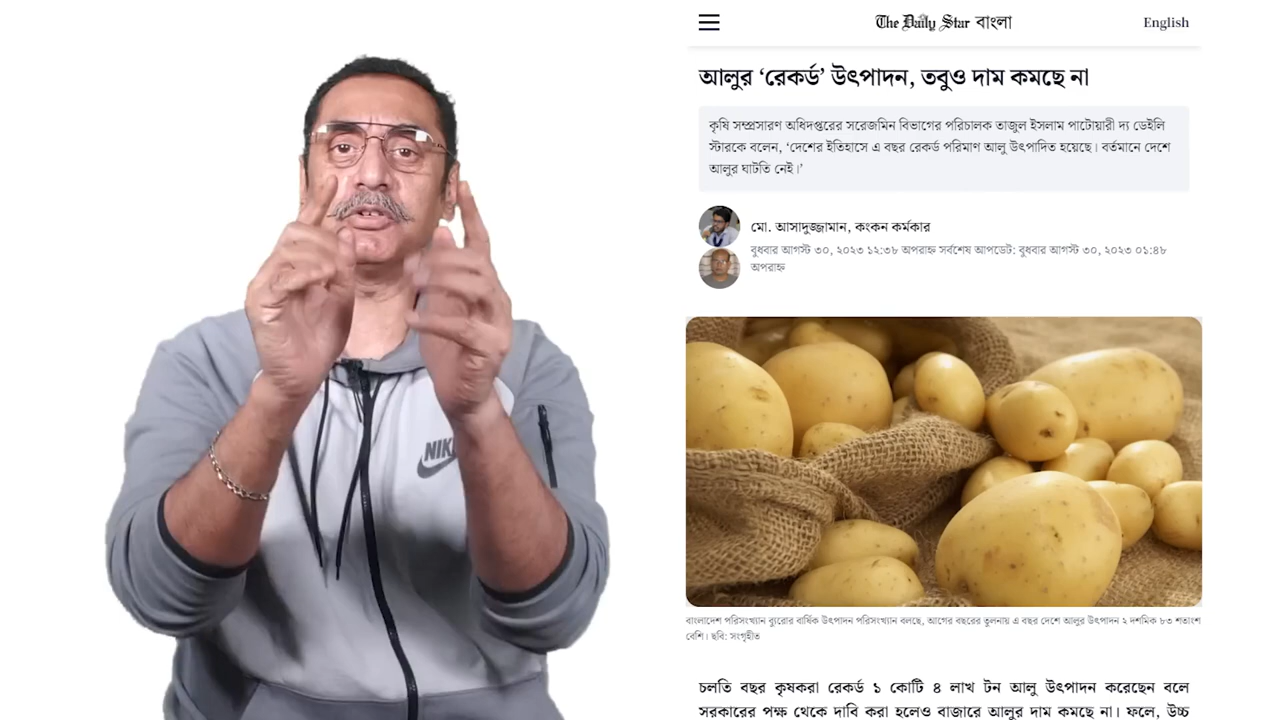 The Daily Star বাংলা
English
আলুর ‘রেকর্ড’ উৎপাদন, তবুও দাম কমছে না
কৃষি সম্প্রসারণ অধিদপ্তরের সরেজমিন বিভাগের পরিচালক তাজুল ইসলাম পাটোয়ারী দ্য ডেইলি
স্টারকে বলেন, ‘দেশের ইতিহাসে এ বছর রেকর্ড পরিমাণ আলু উৎপাদিত হয়েছে। বর্তমানে দেশে
আলুর ঘাটতি নেই।’
মো. আসাদুজ্জামান, কংকন কর্মকার
বুধবার আগস্ট ৩০, ২০২৩ ১২:৩৮ অপরাহ্ন সর্বশেষ আপডেট: বুধবার আগস্ট ৩০, ২০২৩ ০১:৪৮
অপরাহ্ন
NIKE
বাংলাদেশ পরিসংখ্যান ব্যুরোর বার্ষিক উৎপাদন পরিসংখ্যান বলছে, আগের বছরের তুলনায় এ বছর দেশে আলুর উৎপাদন ২ দশমিক ৮৩ শতাংশ
বেশি। ছবি: সংগৃহীত
চলতি বছর কৃষকরা রেকর্ড ১ কোটি ৪ লাখ টন আলু উৎপাদন করেছেন বলে
সরকারের পক্ষ থেকে দাবি করা হলেও বাজারে আলুর দাম কমছে না। ফলে, উচ্চ